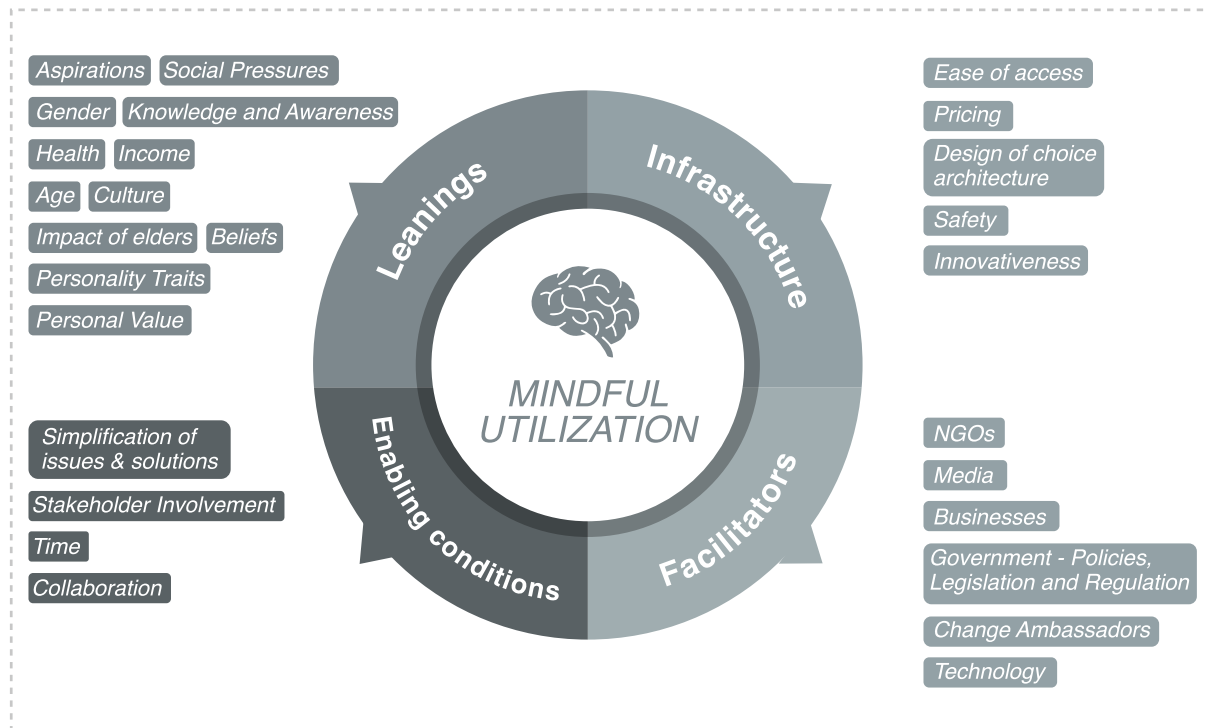 Aspirations
Social Pressures
Gender
Knowledge and Awareness
Health
Income
Age
Culture
Impact of elders
Beliefs
Personality Traits
Personal Value
Leanings
Infrastructure
Ease of access
Pricing
Design of choice
architecture
Safety
Innovativeness
MINDFUL
UTILIZATION
Simplification of
issues & solutions
Stakeholder Involvement
Time
Collaboration
Enabling conditions
Facilitators
NGOs
Media
Businesses
Government - Policies,
Legislation and Regulation
Change Ambassadors
Technology